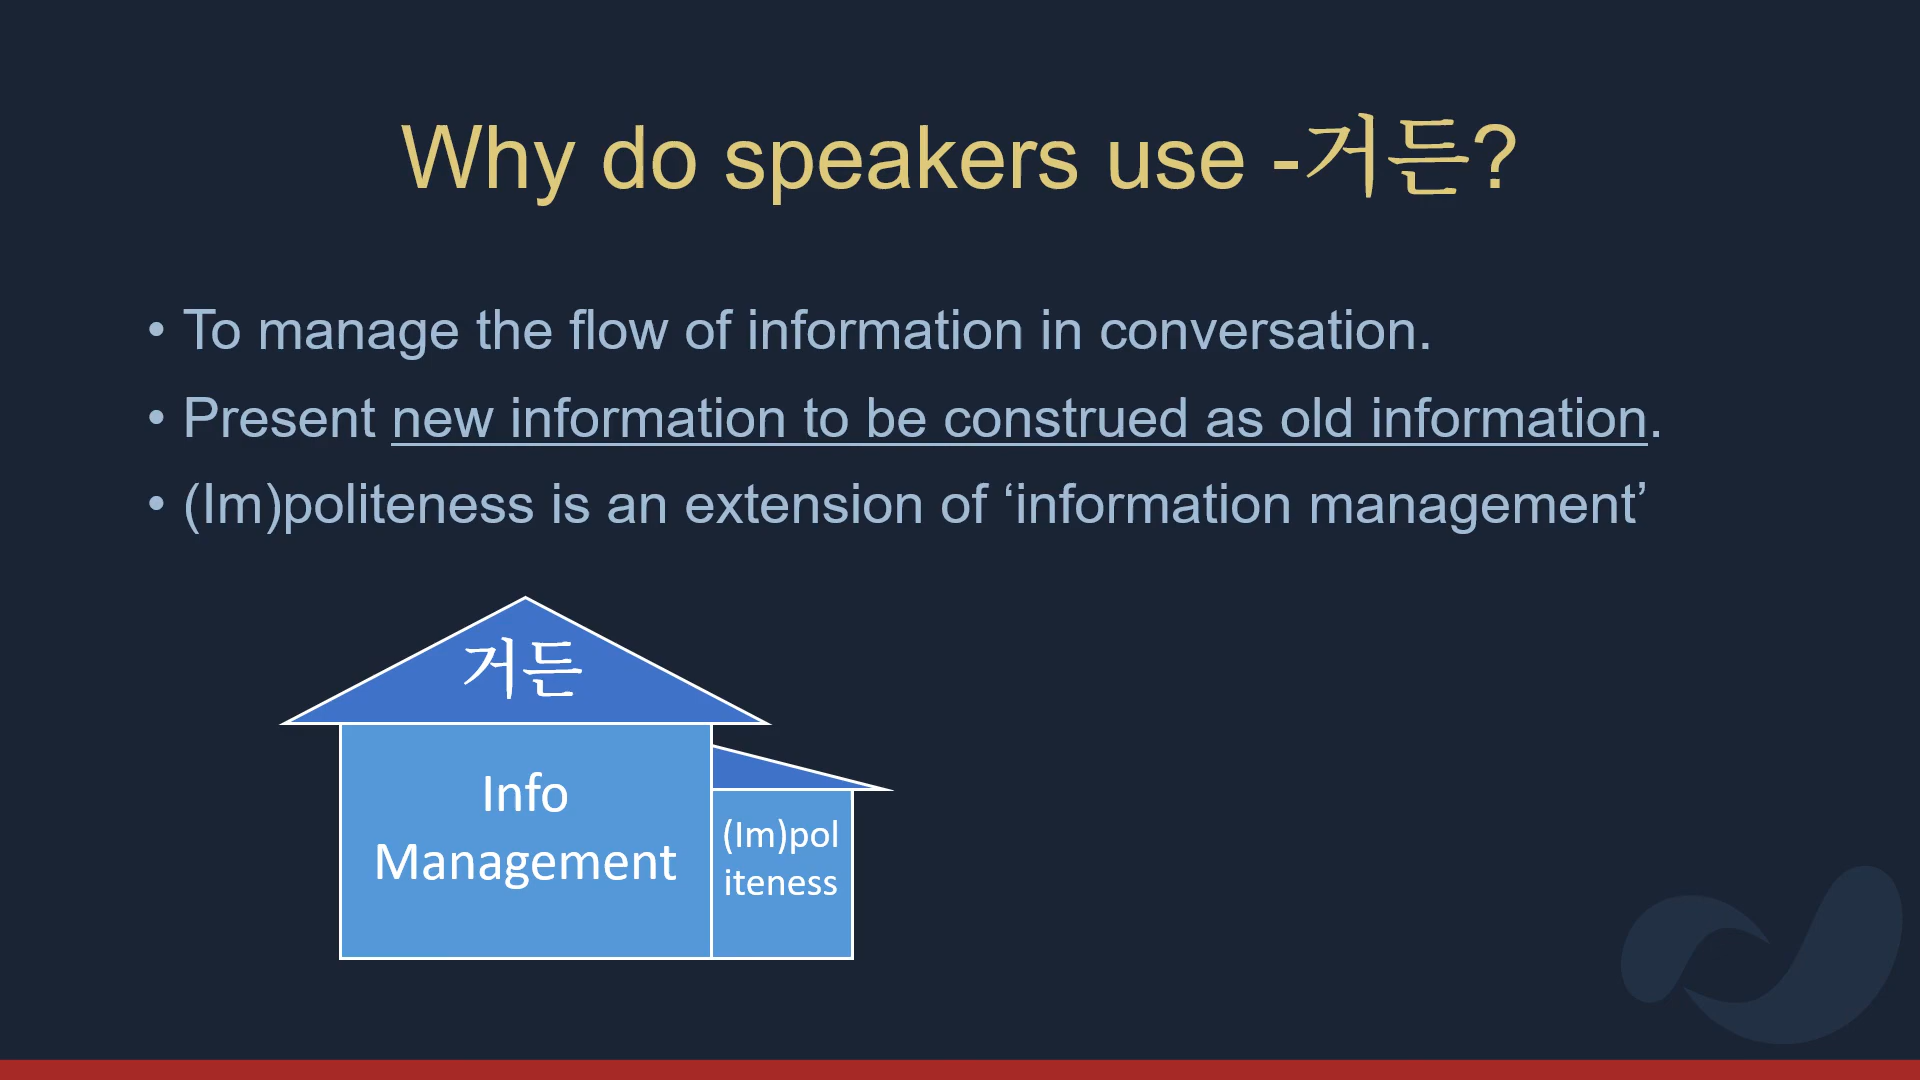 Why do speakers use -거든?
• To manage the flow of information in conversation.
• Present new information to be construed as old information.
• (Im)politeness is an extension of ‘information management’
거든
Info
Management
(Im)pol
iteness